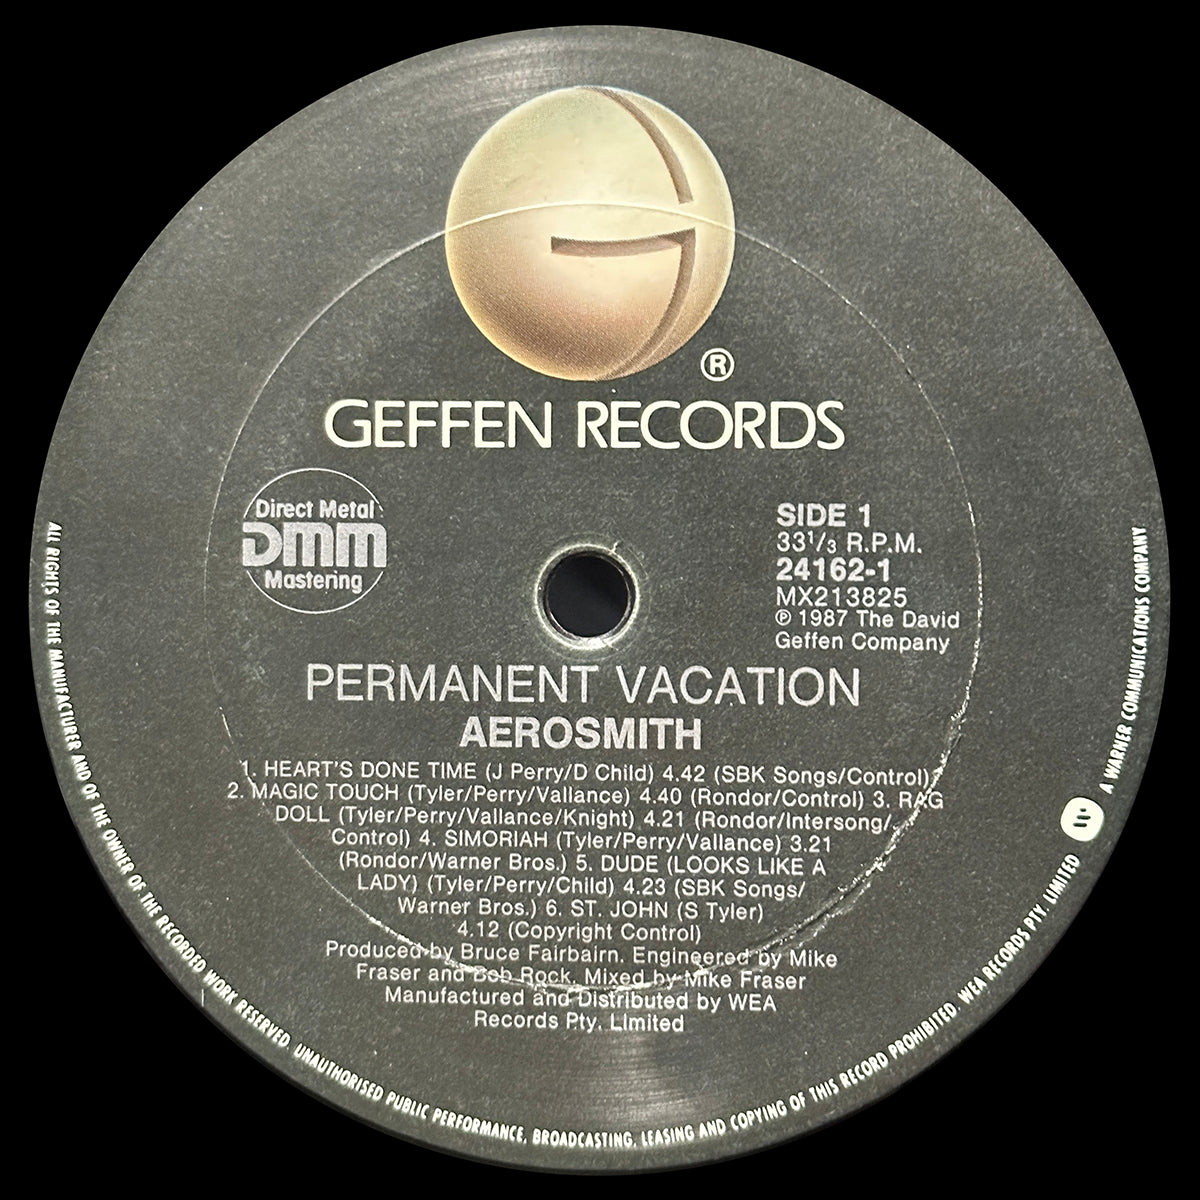 ®
GEFFEN RECORDS
Direct Metal
DMM
Mastering
SIDE 1
33 1/3 R.P.M.
24162-1
MX213825
℗ 1987 The David
Geffen Company
PERMANENT VACATION
AEROSMITH
1. HEART'S DONE TIME (J Perry/D Child) 4.42 (SBK Songs/Control)
2. MAGIC TOUCH (Tyler/Perry/Vallance) 4.40 (Rondor/Control) 3. RAG
DOLL (Tyler/Perry/Vallance/Knight) 4.21 (Rondor/Intersong/
Control) 4. SIMORIAH (Tyler/Perry/Vallance) 3.21
(Rondor/Warner Bros.) 5. DUDE (LOOKS LIKE A
LADY) (Tyler/Perry/Child) 4.23 (SBK Songs/
Warner Bros.) 6. ST. JOHN (S Tyler)
4.12 (Copyright Control)
Produced by Bruce Fairbairn. Engineered by Mike
Fraser and Bob Rock. Mixed by Mike Fraser
Manufactured and Distributed by WEA
Records Pty. Limited
ALL RIGHTS OF THE MANUFACTURER AND OF THE OWNER OF THE RECORDED WORK RESERVED. UNAUTHORISED PUBLIC PERFORMANCE, BROADCASTING, LEASING AND COPYING OF THIS RECORD PROHIBITED. WEA RECORDS PTY. LIMITED
A WARNER COMMUNICATIONS COMPANY